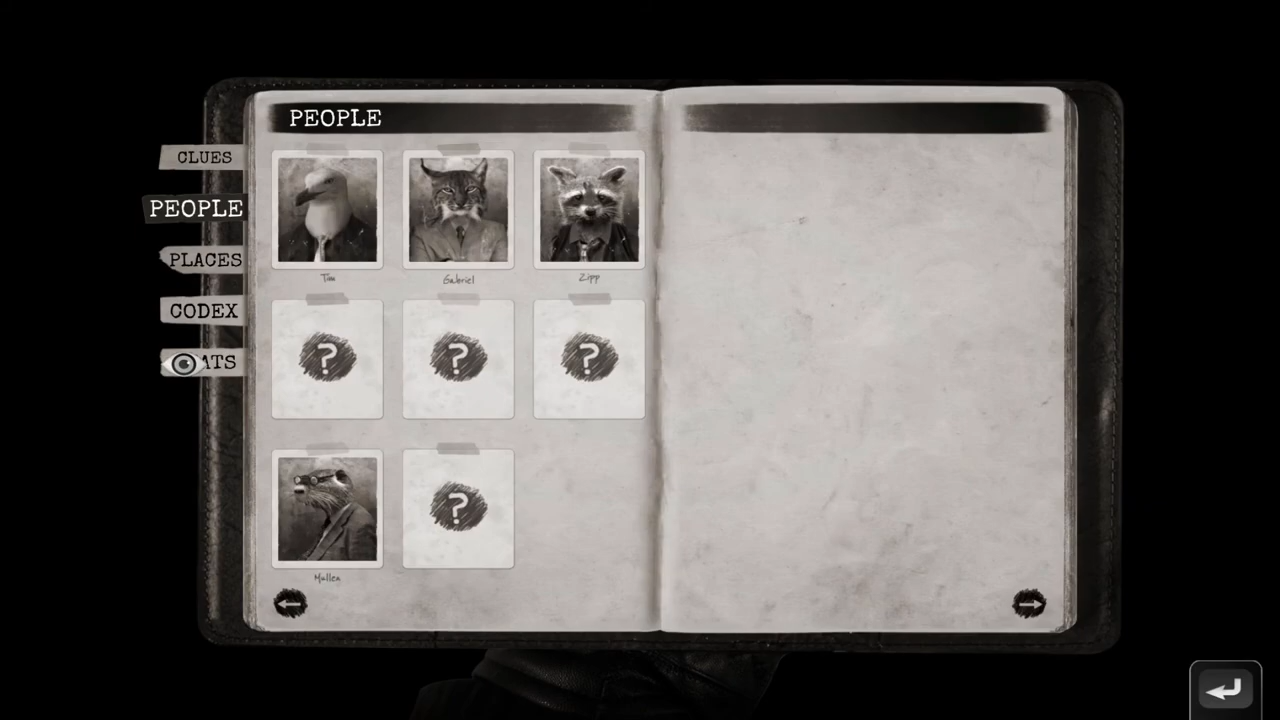 PEOPLE
CLUES
PEOPLE
PLACES
CODEX
ATS
Tim
Gabriel
Zipp
?
?
?
?
Mullen